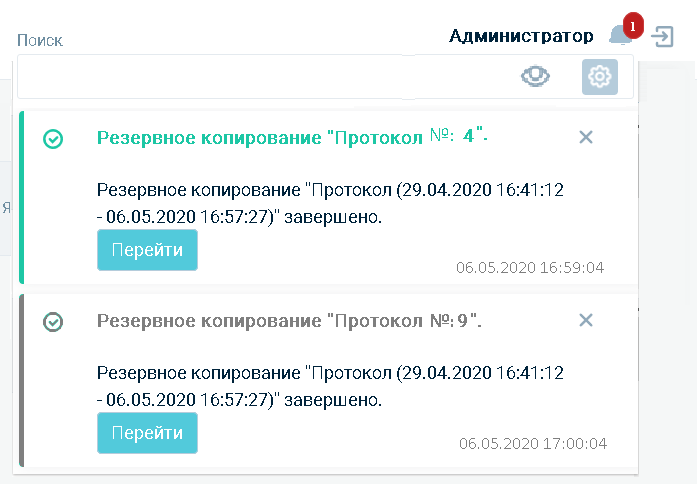 Поиск
Администратор
1
Резервное копирование "Протокол №: 4".
Резервное копирование "Протокол (29.04.2020 16:41:12
- 06.05.2020 16:57:27)" завершено.
Перейти
06.05.2020 16:59:04
Я
Резервное копирование "Протокол №:9".
Резервное копирование "Протокол (29.04.2020 16:41:12
- 06.05.2020 16:57:27)" завершено.
Перейти
06.05.2020 17:00:04